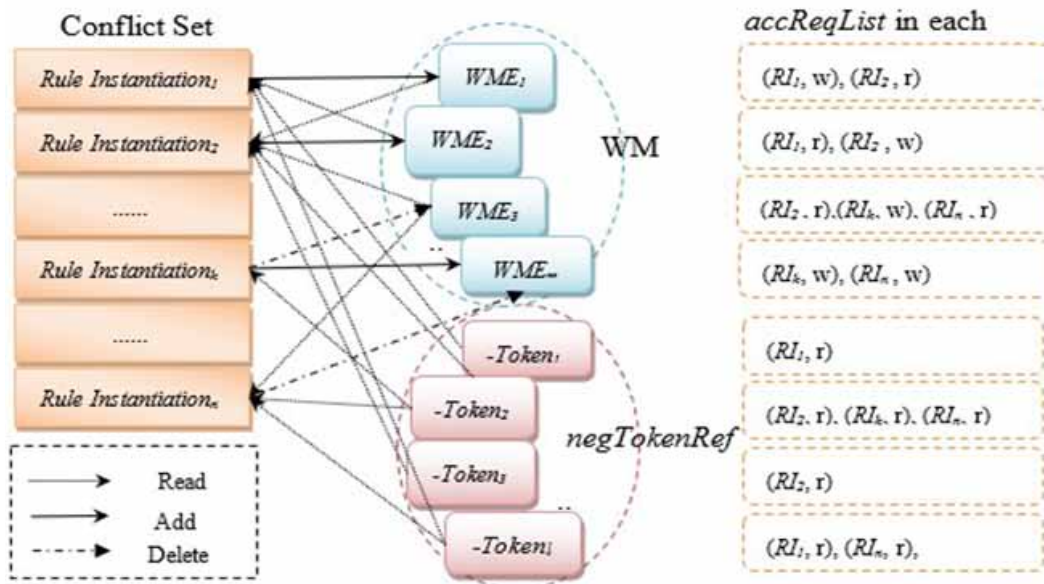 Conflict Set
Rule Instantiation₁
Rule Instantiation₂
......
Rule Instantiationₖ
......
Rule Instantiationₙ
Read
Add
Delete
WME₁
WME₂
WME₃
..
WMEₘ
WM
-Token₁
-Token₂
-Token₃
..
-Tokenⱼ
negTokenRef
accReqList in each
(RI₁, w), (RI₂, r)
(RI₁, r), (RI₂, w)
(RI₂, r), (RIₖ, w), (RIₙ, r)
(RIₖ, w), (RIₙ, w)
(RI₁, r)
(RI₂, r), (RIₖ, r), (RIₙ, r)
(RI₂, r)
(RI₁, r), (RIₙ, r),